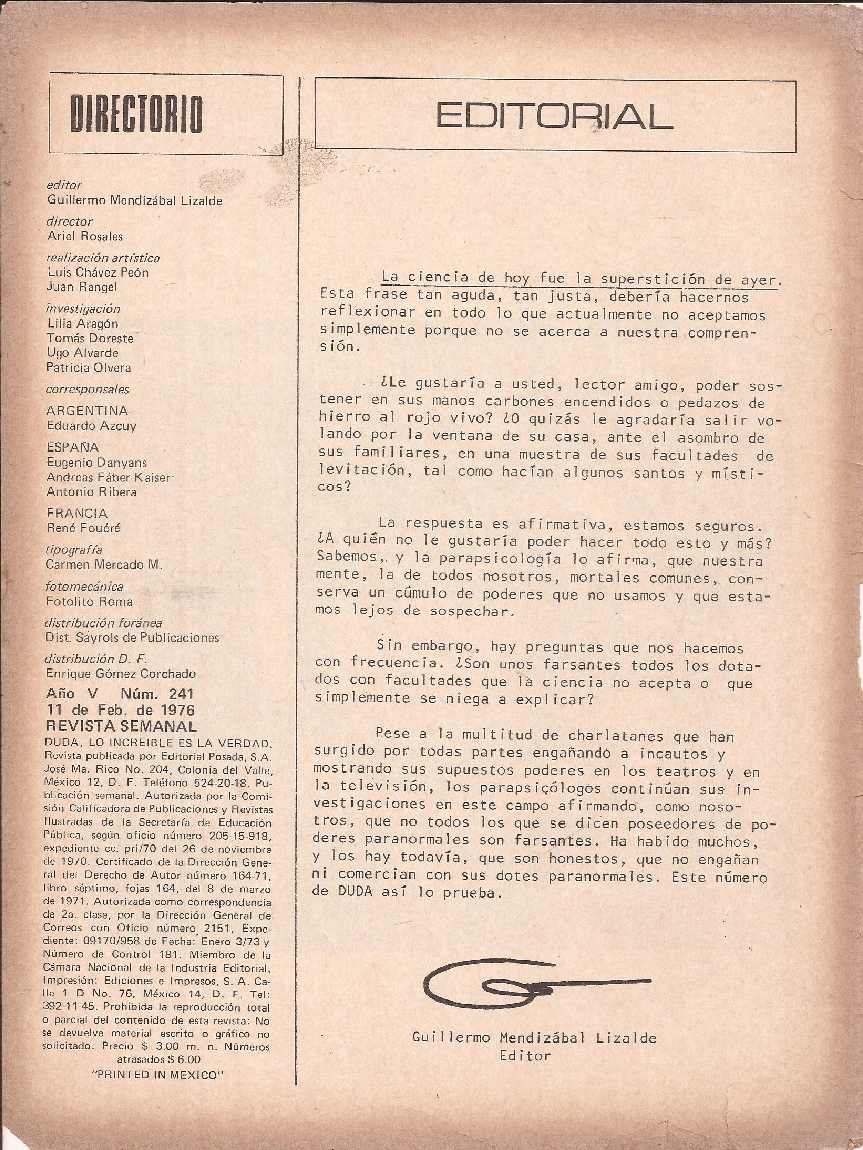 DIRECTORIO
editor
Guillermo Mendizábal Lizalde
director
Ariel Rosales
realización artística
Luis Chávez Peón
Juan Rangel
investigación
Lilia Aragón
Tomás Doreste
Ugo Alvarde
Patricia Olvera
corresponsales
ARGENTINA
Eduardo Azcuy
ESPAÑA
Eugenio Danyans
Andreas Fáber Kaiser
Antonio Ribera
FRANCIA
René Fouéré
tipografía
Carmen Mercado M.
fotomecánica
Fotolito Roma
distribución foránea
Dist. Sayrols de Publicaciones
distribución D. F.
Enrique Gómez Corchado
Año V Núm. 241
11 de Feb. de 1976
REVISTA SEMANAL
DUDA, LO INCREIBLE ES LA VERDAD.
Revista publicada por Editorial Posada, S.A.
José Ma. Rico No. 204, Colonia del Valle,
México 12, D. F. Teléfono 524-20-18. Pu-
blicación semanal. Autorizada por la Comi-
sión Calificadora de Publicaciones y Revistas
Ilustradas de la Secretaría de Educación
Pública, según oficio número 205-15-918,
expediente cc. pri/70 del 26 de noviembre
de 1970. Certificado de la Dirección Gene-
ral del Derecho de Autor número 164-71,
libro séptimo, fojas 164, del 8 de marzo
de 1971. Autorizada como correspondencia
de 2a. clase, por la Dirección General de
Correos con Oficio número 2151, Expe-
diente: 09170/958 de Fecha: Enero 3/73 y
Número de Control 181. Miembro de la
Cámara Nacional de la Industria Editorial,
Impresión: Ediciones e Impresos, S. A. Ca-
lle 1 D No. 76, México 14, D. F. Tel:
392-11-45. Prohibida la reproducción total
o parcial del contenido de esta revista: No
se devuelve material escrito o gráfico no
solicitado. Precio $ 3.00 m. n. Números
atrasados $ 6.00
"PRINTED IN MEXICO"
EDITORIAL
La ciencia de hoy fue la superstición de ayer.
Esta frase tan aguda, tan justa, debería hacernos
reflexionar en todo lo que actualmente no aceptamos
simplemente porque no se acerca a nuestra compren-
sión.
¿Le gustaría a usted, lector amigo, poder sos-
tener en sus manos carbones encendidos o pedazos de
hierro al rojo vivo? ¿O quizás le agradaría salir vo-
lando por la ventana de su casa, ante el asombro de
sus familiares, en una muestra de sus facultades de
levitación, tal como hacían algunos santos y místi-
cos?
La respuesta es afirmativa, estamos seguros.
¿A quién no le gustaría poder hacer todo esto y más?
Sabemos, y la parapsicología lo afirma, que nuestra
mente, la de todos nosotros, mortales comunes, con-
serva un cúmulo de poderes que no usamos y que esta-
mos lejos de sospechar.
Sin embargo, hay preguntas que nos hacemos
con frecuencia. ¿Son unos farsantes todos los dota-
dos con facultades que la ciencia no acepta o que
simplemente se niega a explicar?
Pese a la multitud de charlatanes que han
surgido por todas partes engañando a incautos y
mostrando sus supuestos poderes en los teatros y en
la televisión, los parapsicólogos continúan sus in-
vestigaciones en este campo afirmando, como noso-
tros, que no todos los que se dicen poseedores de po-
deres paranormales son farsantes. Ha habido muchos,
y los hay todavía, que son honestos, que no engañan
ni comercian con sus dotes paranormales. Este número
de DUDA así lo prueba.
Guillermo Mendizábal Lizalde
Editor